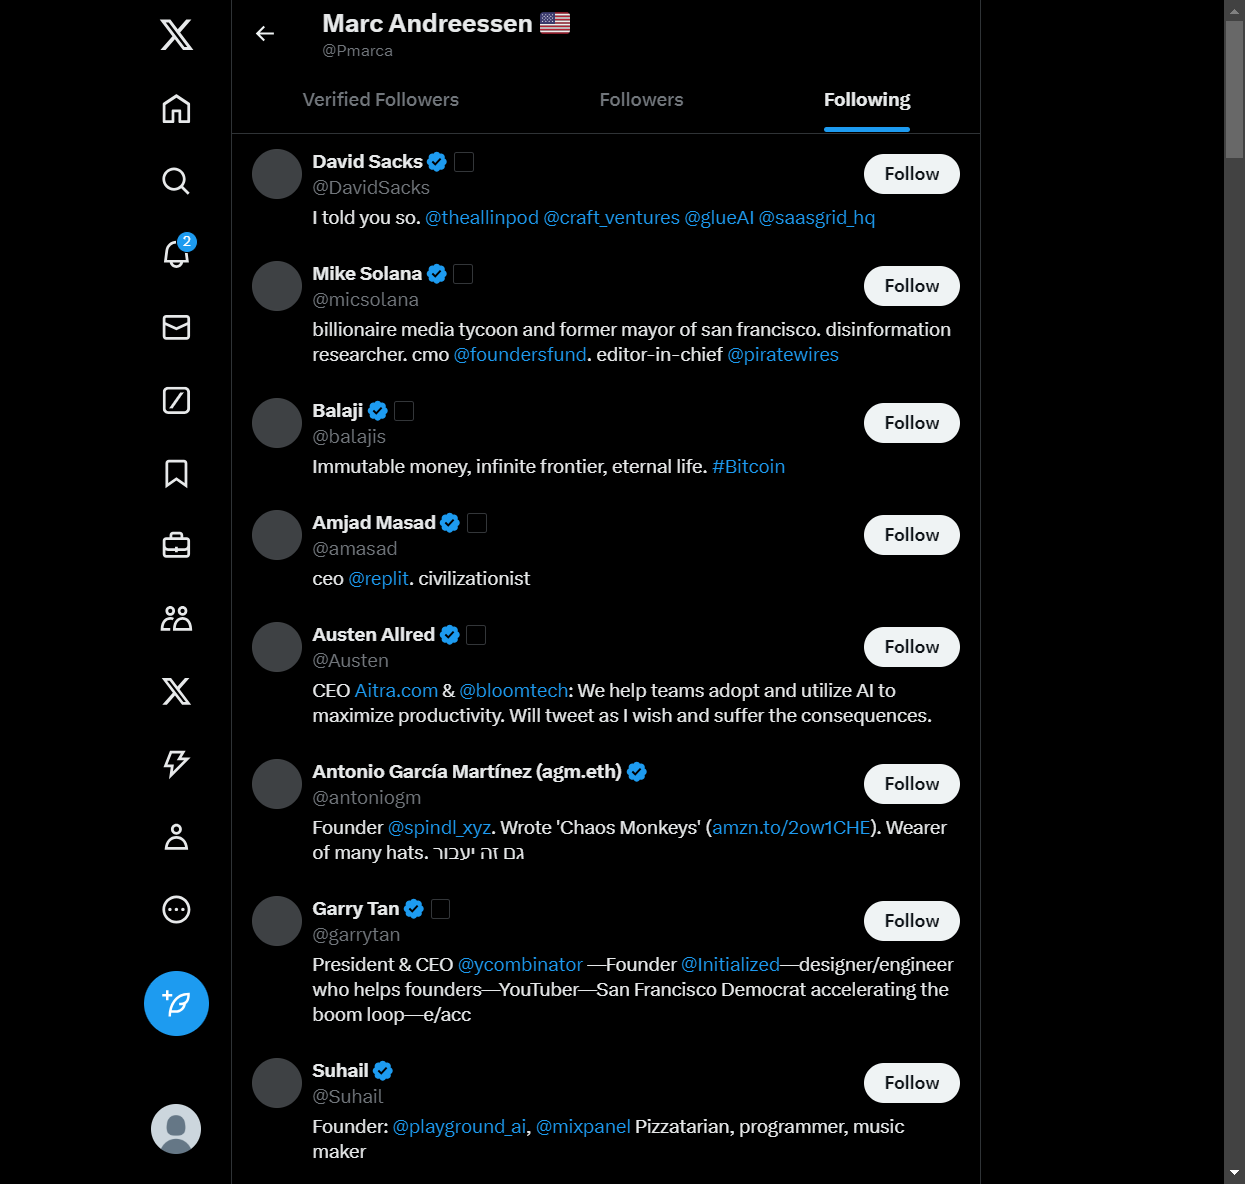 Marc Andreessen 🇺🇸
@Pmarca
Verified Followers Followers Following
2
David Sacks
@DavidSacks
Follow
I told you so. @theallinpod @craft_ventures @glueAI @saasgrid_hq
Mike Solana
@micsolana
Follow
billionaire media tycoon and former mayor of san francisco. disinformation
researcher. cmo @foundersfund. editor-in-chief @piratewires
Balaji
@balajis
Follow
Immutable money, infinite frontier, eternal life. #Bitcoin
Amjad Masad
@amasad
Follow
ceo @replit. civilizationist
Austen Allred
@Austen
Follow
CEO Aitra.com & @bloomtech: We help teams adopt and utilize AI to
maximize productivity. Will tweet as I wish and suffer the consequences.
Antonio García Martínez (agm.eth)
@antoniogm
Follow
Founder @spindl_xyz. Wrote 'Chaos Monkeys' (amzn.to/2ow1CHE). Wearer
of many hats. גם זה יעבור
Garry Tan
@garrytan
Follow
President & CEO @ycombinator —Founder @Initialized—designer/engineer
who helps founders—YouTuber—San Francisco Democrat accelerating the
boom loop—e/acc
Suhail
@Suhail
Follow
Founder: @playground_ai, @mixpanel Pizzatarian, programmer, music
maker